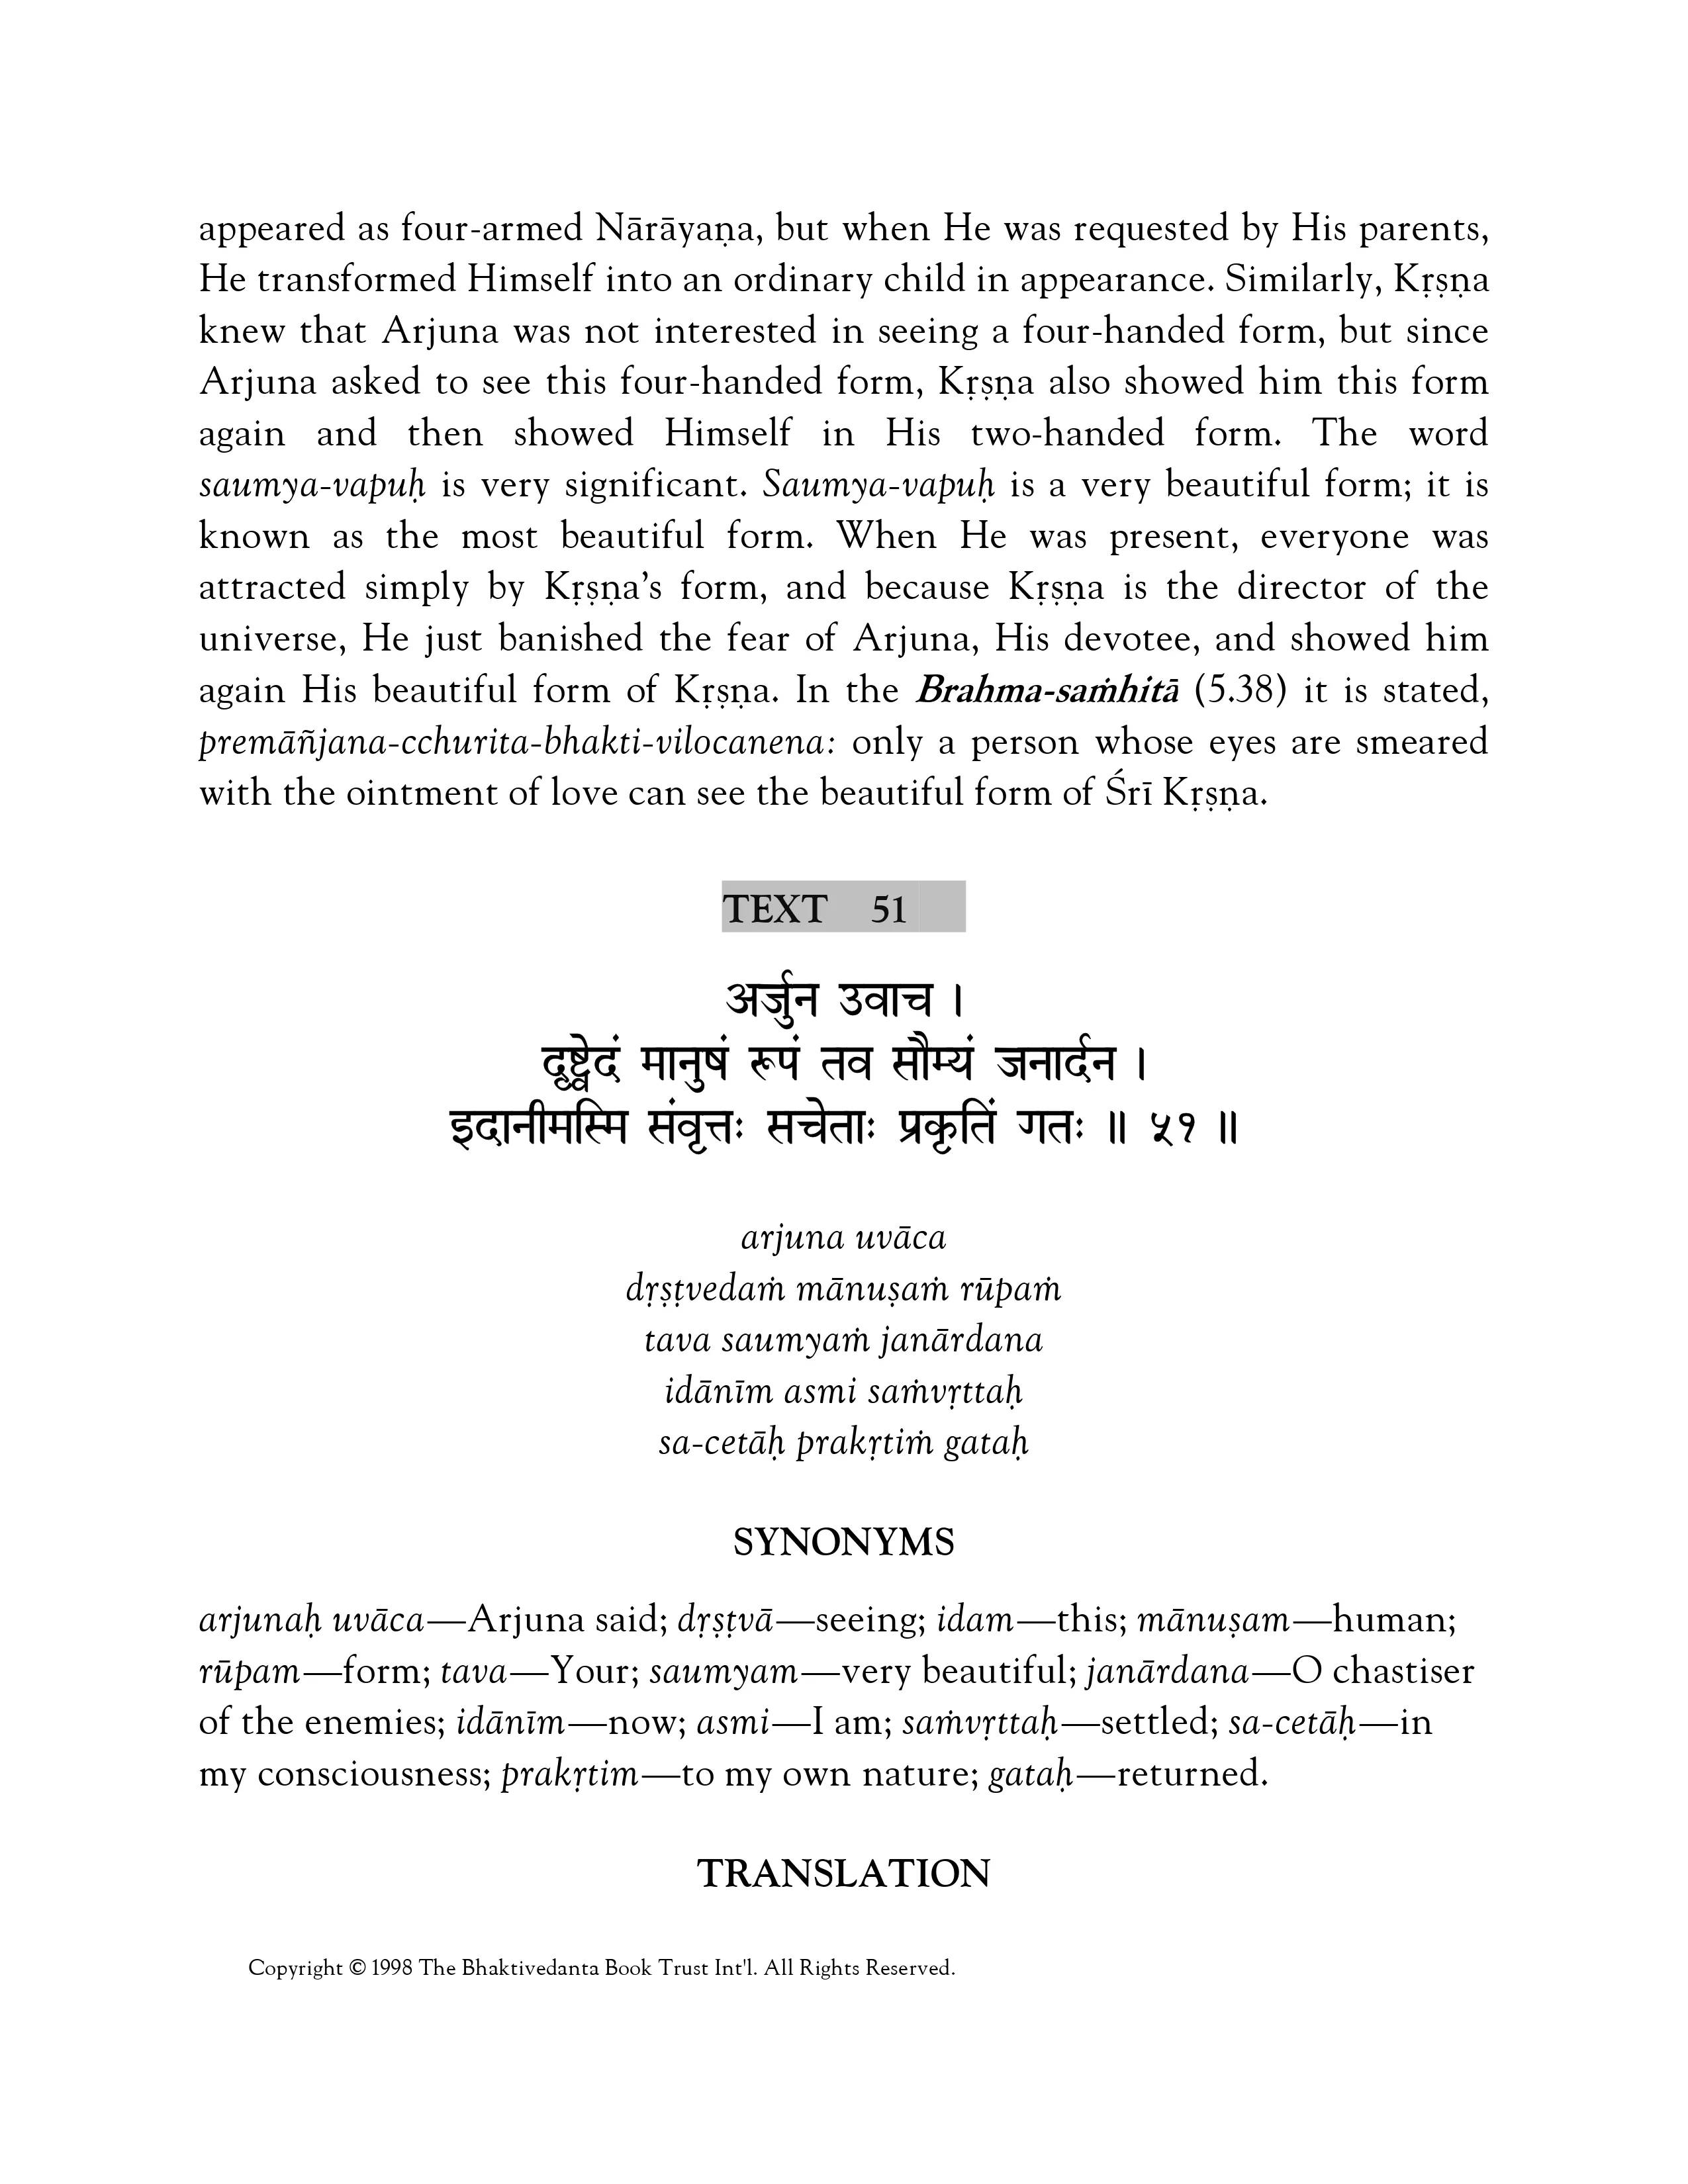 appeared as four-armed Nārāyaṇa, but when He was requested by His parents,
He transformed Himself into an ordinary child in appearance. Similarly, Kṛṣṇa
knew that Arjuna was not interested in seeing a four-handed form, but since
Arjuna asked to see this four-handed form, Kṛṣṇa also showed him this form
again and then showed Himself in His two-handed form. The word
saumya-vapuḥ is very significant. Saumya-vapuḥ is a very beautiful form; it is
known as the most beautiful form. When He was present, everyone was
attracted simply by Kṛṣṇa’s form, and because Kṛṣṇa is the director of the
universe, He just banished the fear of Arjuna, His devotee, and showed him
again His beautiful form of Kṛṣṇa. In the Brahma-saṁhitā (5.38) it is stated,
premāñjana-cchurita-bhakti-vilocanena: only a person whose eyes are smeared
with the ointment of love can see the beautiful form of Śrī Kṛṣṇa.
TEXT 51
अर्जुन उवाच ।
दृष्ट्वेदं मानुषं रूपं तव सौम्यं जनार्दन ।
इदानीमस्मि संवृत्तः सचेताः प्रकृतिं गतः ॥ ५१ ॥
arjuna uvāca
dṛṣṭvedaṁ mānuṣaṁ rūpaṁ
tava saumyaṁ janārdana
idānīm asmi saṁvṛttaḥ
sa-cetāḥ prakṛtiṁ gataḥ
SYNONYMS
arjunaḥ uvāca—Arjuna said; dṛṣṭvā—seeing; idam—this; mānuṣam—human;
rūpam—form; tava—Your; saumyam—very beautiful; janārdana—O chastiser
of the enemies; idānīm—now; asmi—I am; saṁvṛttaḥ—settled; sa-cetāḥ—in
my consciousness; prakṛtim—to my own nature; gataḥ—returned.
TRANSLATION
Copyright © 1998 The Bhaktivedanta Book Trust Int'l. All Rights Reserved.